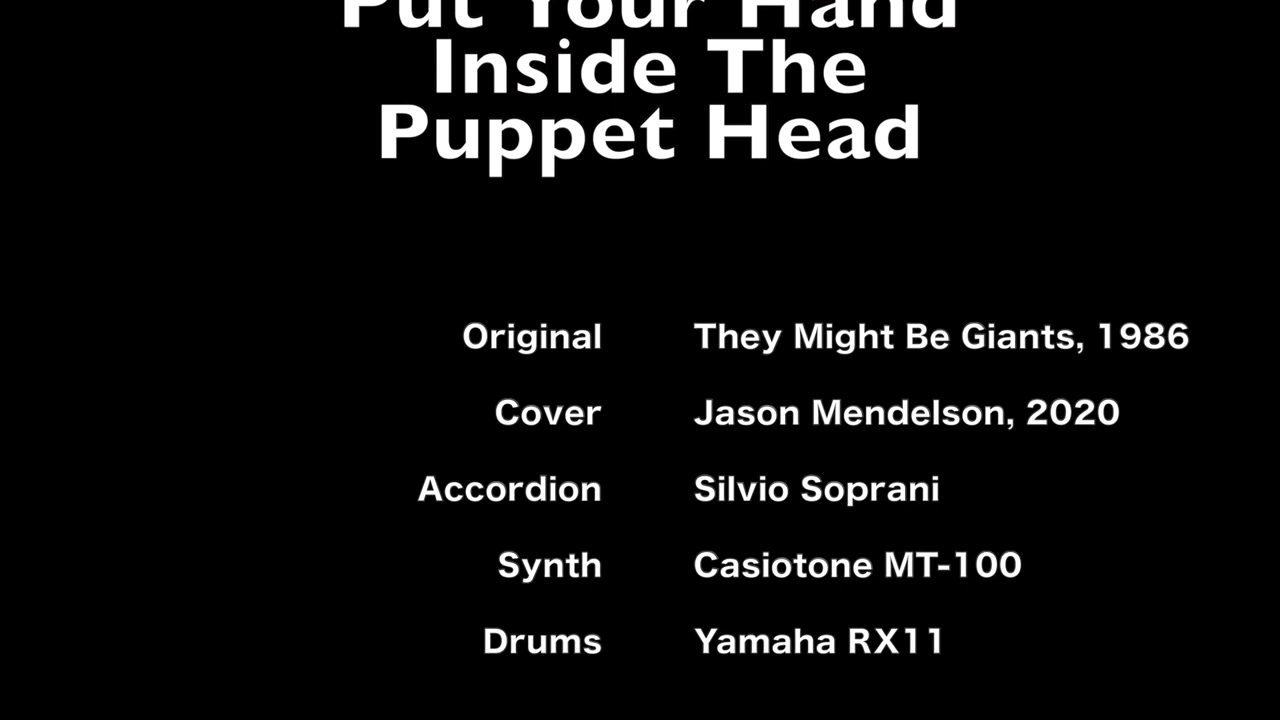 Put Your Hand
Inside The
Puppet Head
Original They Might Be Giants, 1986
Cover Jason Mendelson, 2020
Accordion Silvio Soprani
Synth Casiotone MT-100
Drums Yamaha RX11